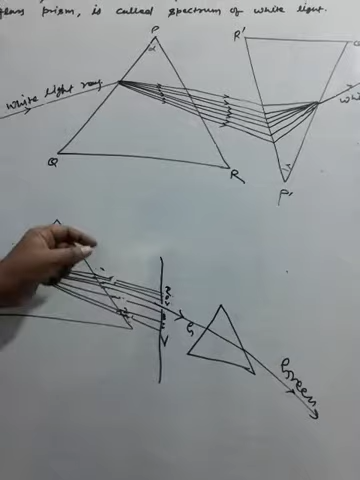 glass prism, is called spectrum of white light.
P
R'
white light ray
Q
R
P'
G
V
Green